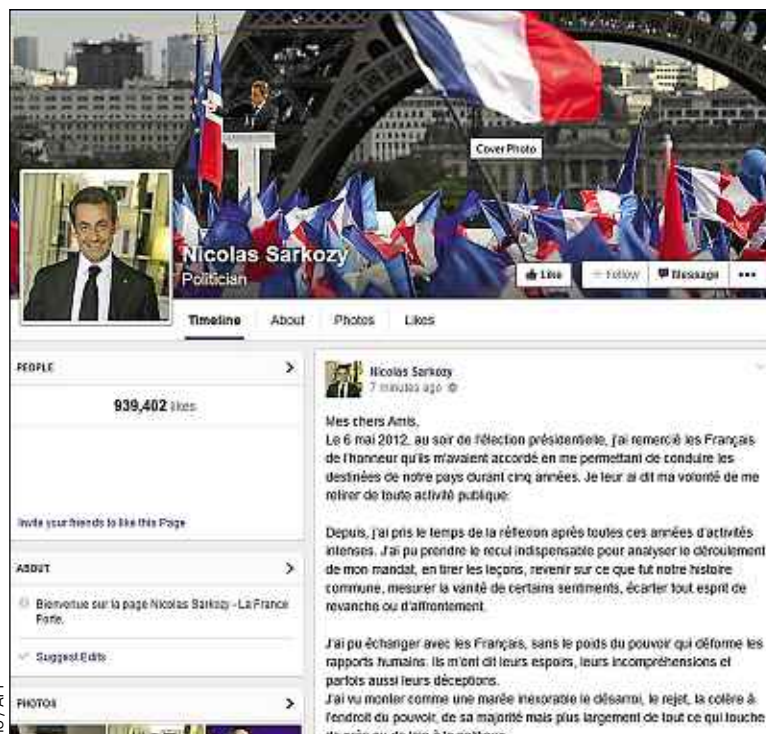 Cover Photo
Nicolas Sarkozy
Politician
Like
Follow
Message
Timeline
About
Photos
Likes
PEOPLE
939,402 likes
Invite your friends to like this Page
ABOUT
Bienvenue sur la page Nicolas Sarkozy - La France
Forte.
Suggest Edits
PHOTOS
Nicolas Sarkozy
7 minutes ago
Mes chers Amis,
Le 6 mai 2012, au soir de l'élection présidentielle, j'ai remercié les Français
de l'honneur qu'ils m'avaient accordé en me permettant de conduire les
destinées de notre pays durant cinq années. Je leur ai dit ma volonté de me
retirer de toute activité publique.
Depuis, j'ai pris le temps de la réflexion après toutes ces années d'activités
intenses. J'ai pu prendre le recul indispensable pour analyser le déroulement
de mon mandat, en tirer les leçons, revenir sur ce que fut notre histoire
commune, mesurer la vanité de certains sentiments, écarter tout esprit de
revanche ou d'affrontement.
J'ai pu échanger avec les Français, sans le poids du pouvoir qui déforme les
rapports humains. Ils m'ont dit leurs espoirs, leurs incompréhensions et
parfois aussi leurs déceptions.
J'ai vu monter comme une marée inexorable le désarroi, le rejet, la colère à
l'endroit du pouvoir, de sa majorité mais plus largement de tout ce qui touche